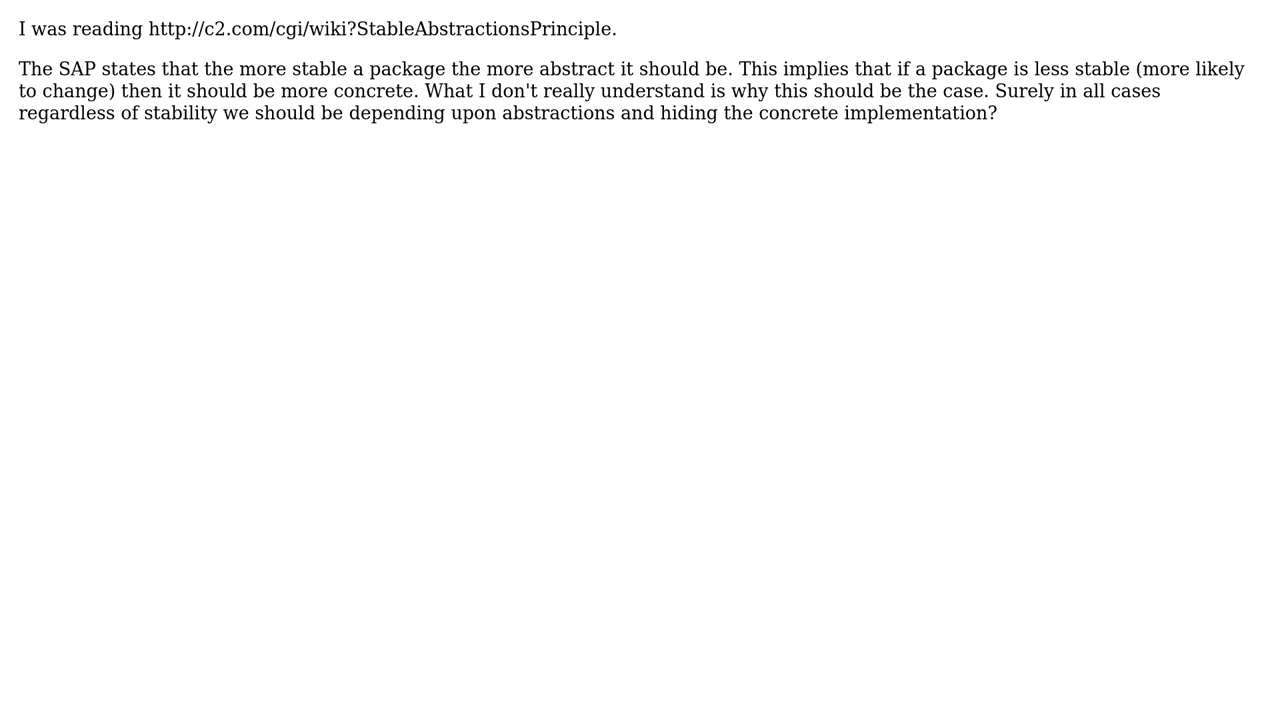 I was reading http://c2.com/cgi/wiki?StableAbstractionsPrinciple.
The SAP states that the more stable a package the more abstract it should be. This implies that if a package is less stable (more likely
to change) then it should be more concrete. What I don't really understand is why this should be the case. Surely in all cases
regardless of stability we should be depending upon abstractions and hiding the concrete implementation?